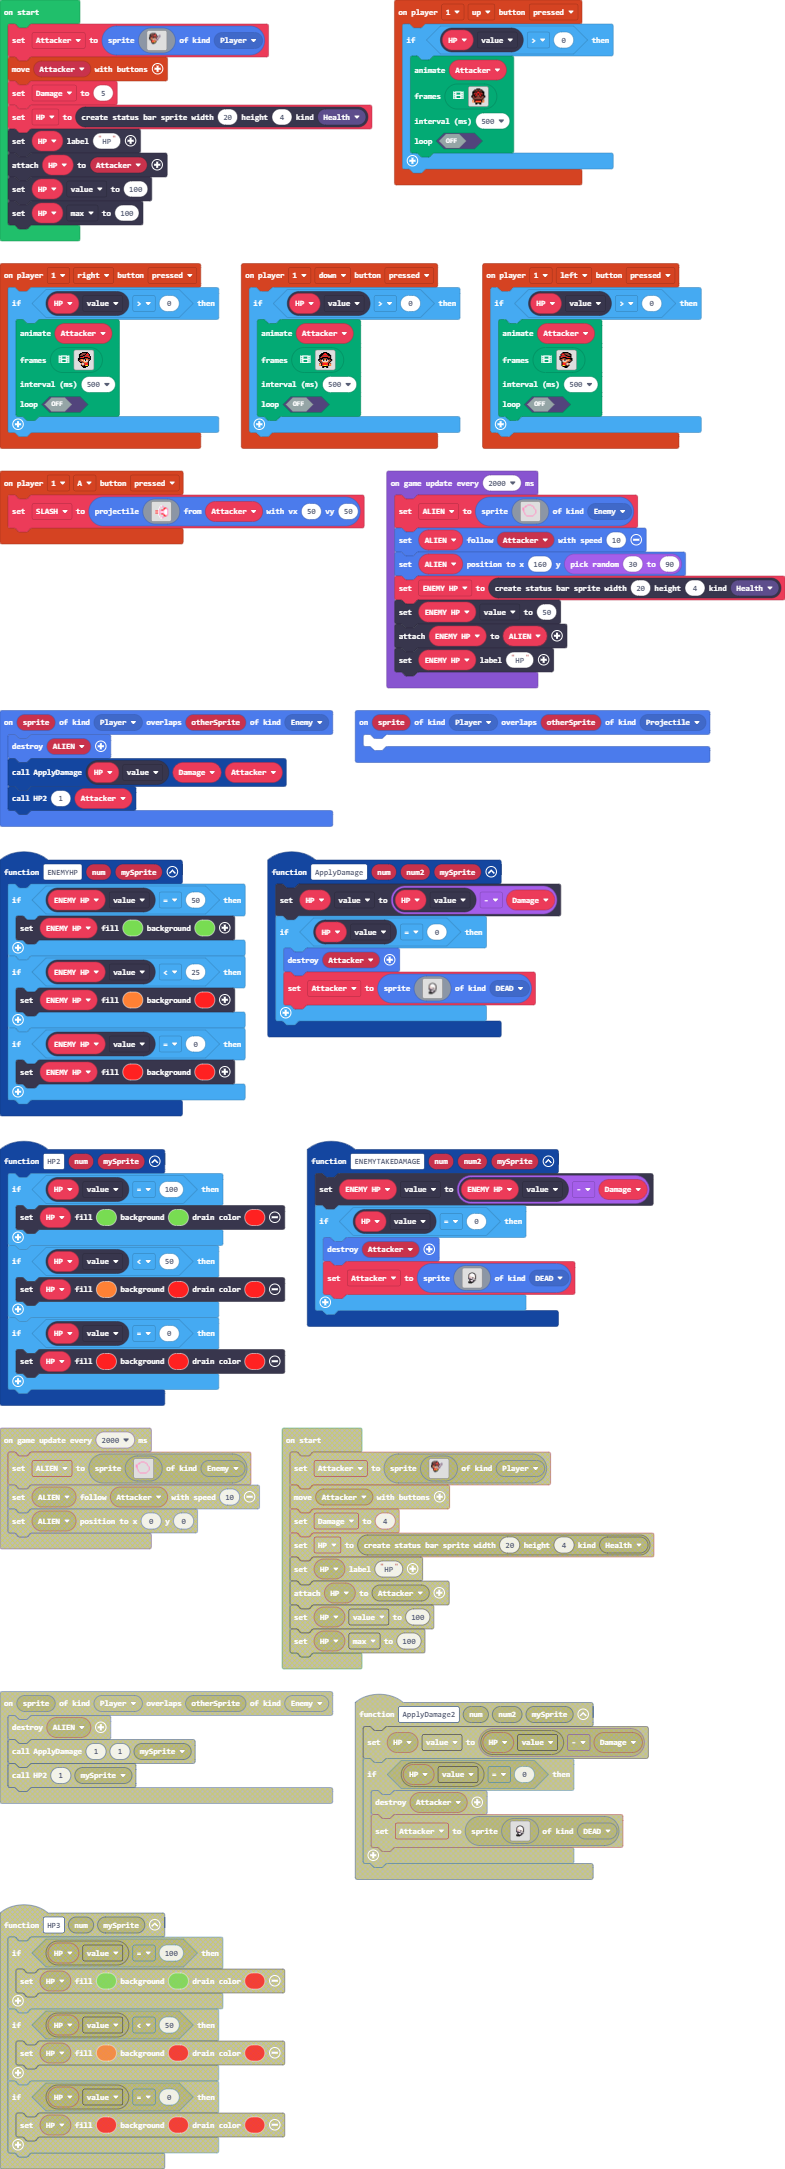 on start
set Attacker to sprite of kind Player
move Attacker with buttons
set Damage to 5
set HP to create status bar sprite width 20 height 4 kind Health
set HP label "HP"
attach HP to Attacker
set HP value to 100
set HP max to 100
on player 1 up button pressed
if HP value > 0 then
animate Attacker
frames
interval (ms) 500
loop OFF
on player 1 right button pressed
if HP value > 0 then
animate Attacker
frames
interval (ms) 500
loop OFF
on player 1 down button pressed
if HP value > 0 then
animate Attacker
frames
interval (ms) 500
loop OFF
on player 1 left button pressed
if HP value > 0 then
animate Attacker
frames
interval (ms) 500
loop OFF
on player 1 A button pressed
set SLASH to projectile from Attacker with vx 50 vy 50
on game update every 2000 ms
set ALIEN to sprite of kind Enemy
set ALIEN follow Attacker with speed 10
set ALIEN position to x 160 y pick random 30 to 90
set ENEMY HP to create status bar sprite width 20 height 4 kind Health
set ENEMY HP value to 50
attach ENEMY HP to ALIEN
set ENEMY HP label "HP"
on sprite of kind Player overlaps otherSprite of kind Enemy
destroy ALIEN
call ApplyDamage HP value Damage Attacker
call HP2 1 Attacker
on sprite of kind Player overlaps otherSprite of kind Projectile
function ENEMYHP num mySprite
if ENEMY HP value = 50 then
set ENEMY HP fill background
if ENEMY HP value < 25 then
set ENEMY HP fill background
if ENEMY HP value = 0 then
set ENEMY HP fill background
function ApplyDamage num num2 mySprite
set HP value to HP value - Damage
if HP value = 0 then
destroy Attacker
set Attacker to sprite of kind DEAD
function HP2 num mySprite
if HP value = 100 then
set HP fill background drain color
if HP value < 50 then
set HP fill background drain color
if HP value = 0 then
set HP fill background drain color
function ENEMYTAKEDAMAGE num num2 mySprite
set ENEMY HP value to ENEMY HP value - Damage
if HP value = 0 then
destroy Attacker
set Attacker to sprite of kind DEAD
on game update every 2000 ms
set ALIEN to sprite of kind Enemy
set ALIEN follow Attacker with speed 10
set ALIEN position to x 0 y 0
on start
set Attacker to sprite of kind Player
move Attacker with buttons
set Damage to 4
set HP to create status bar sprite width 20 height 4 kind Health
set HP label "HP"
attach HP to Attacker
set HP value to 100
set HP max to 100
on sprite of kind Player overlaps otherSprite of kind Enemy
destroy ALIEN
call ApplyDamage 1 1 mySprite
call HP2 1 mySprite
function ApplyDamage2 num num2 mySprite
set HP value to HP value - Damage
if HP value = 0 then
destroy Attacker
set Attacker to sprite of kind DEAD
function HP3 num mySprite
if HP value = 100 then
set HP fill background drain color
if HP value < 50 then
set HP fill background drain color
if HP value = 0 then
set HP fill background drain color